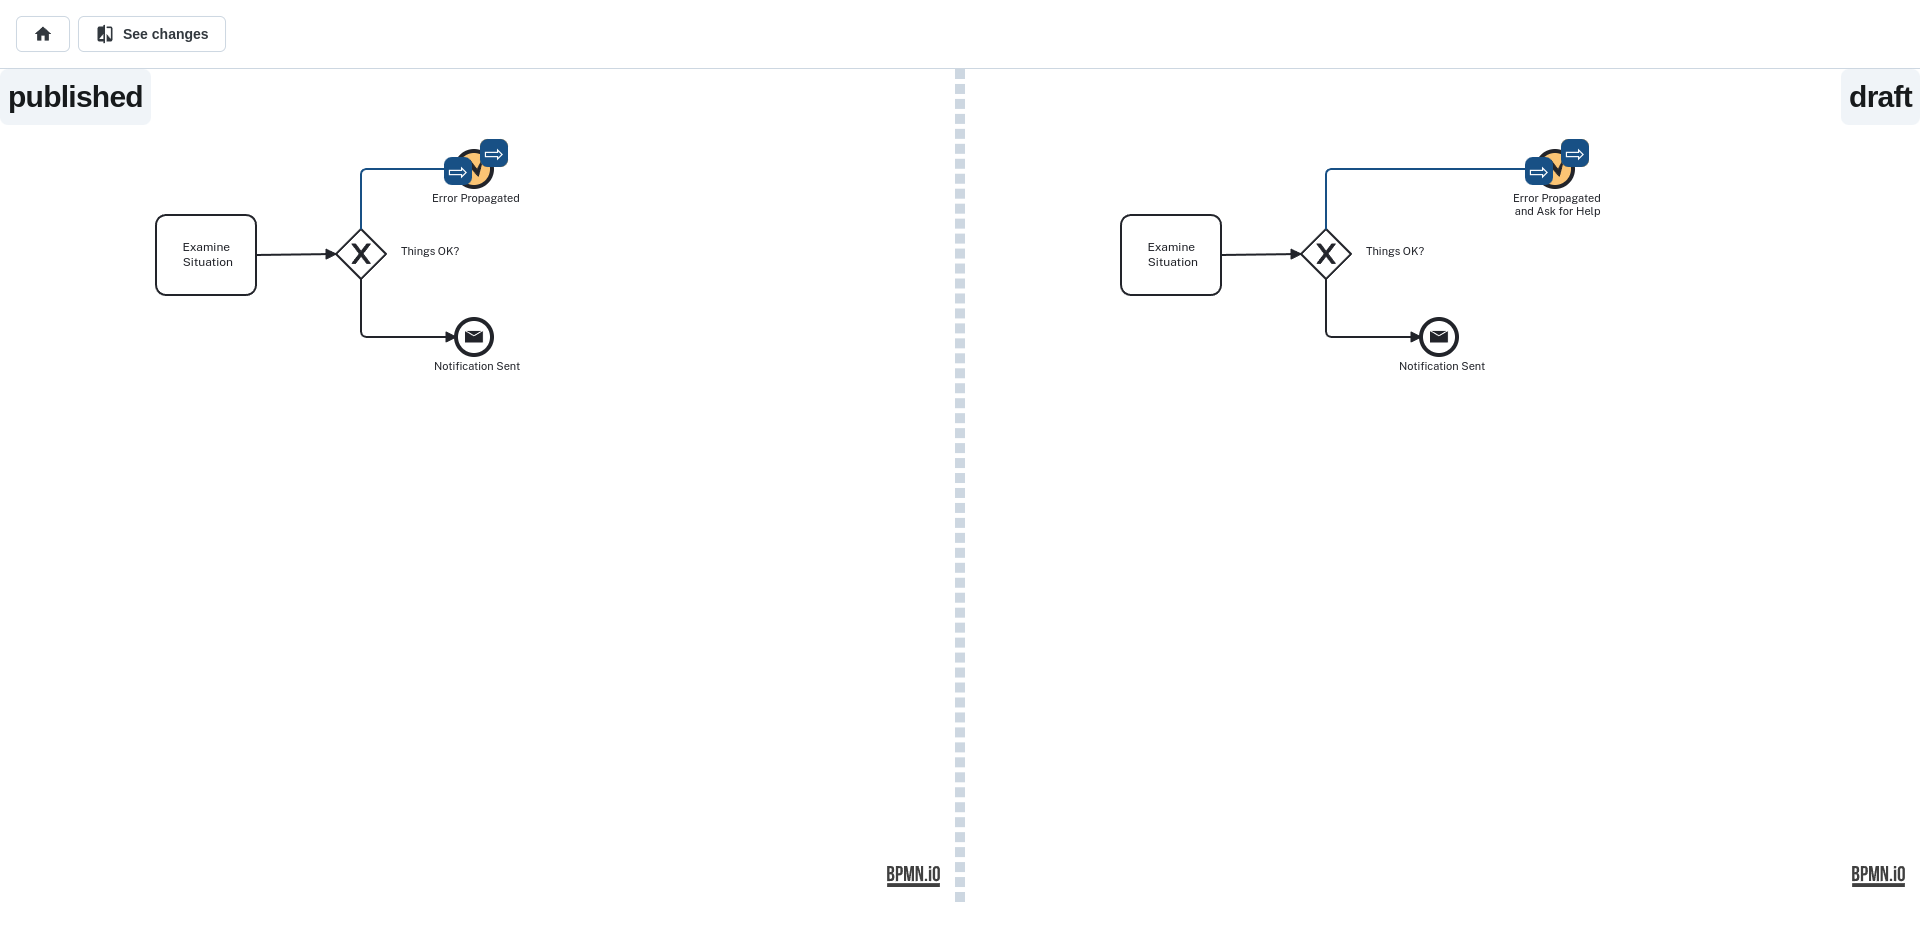 See changes
published
draft
Error Propagated
Examine
Situation
Things OK?
Notification Sent
Error Propagated
and Ask for Help
Examine
Situation
Things OK?
Notification Sent
BPMN.iO
BPMN.iO